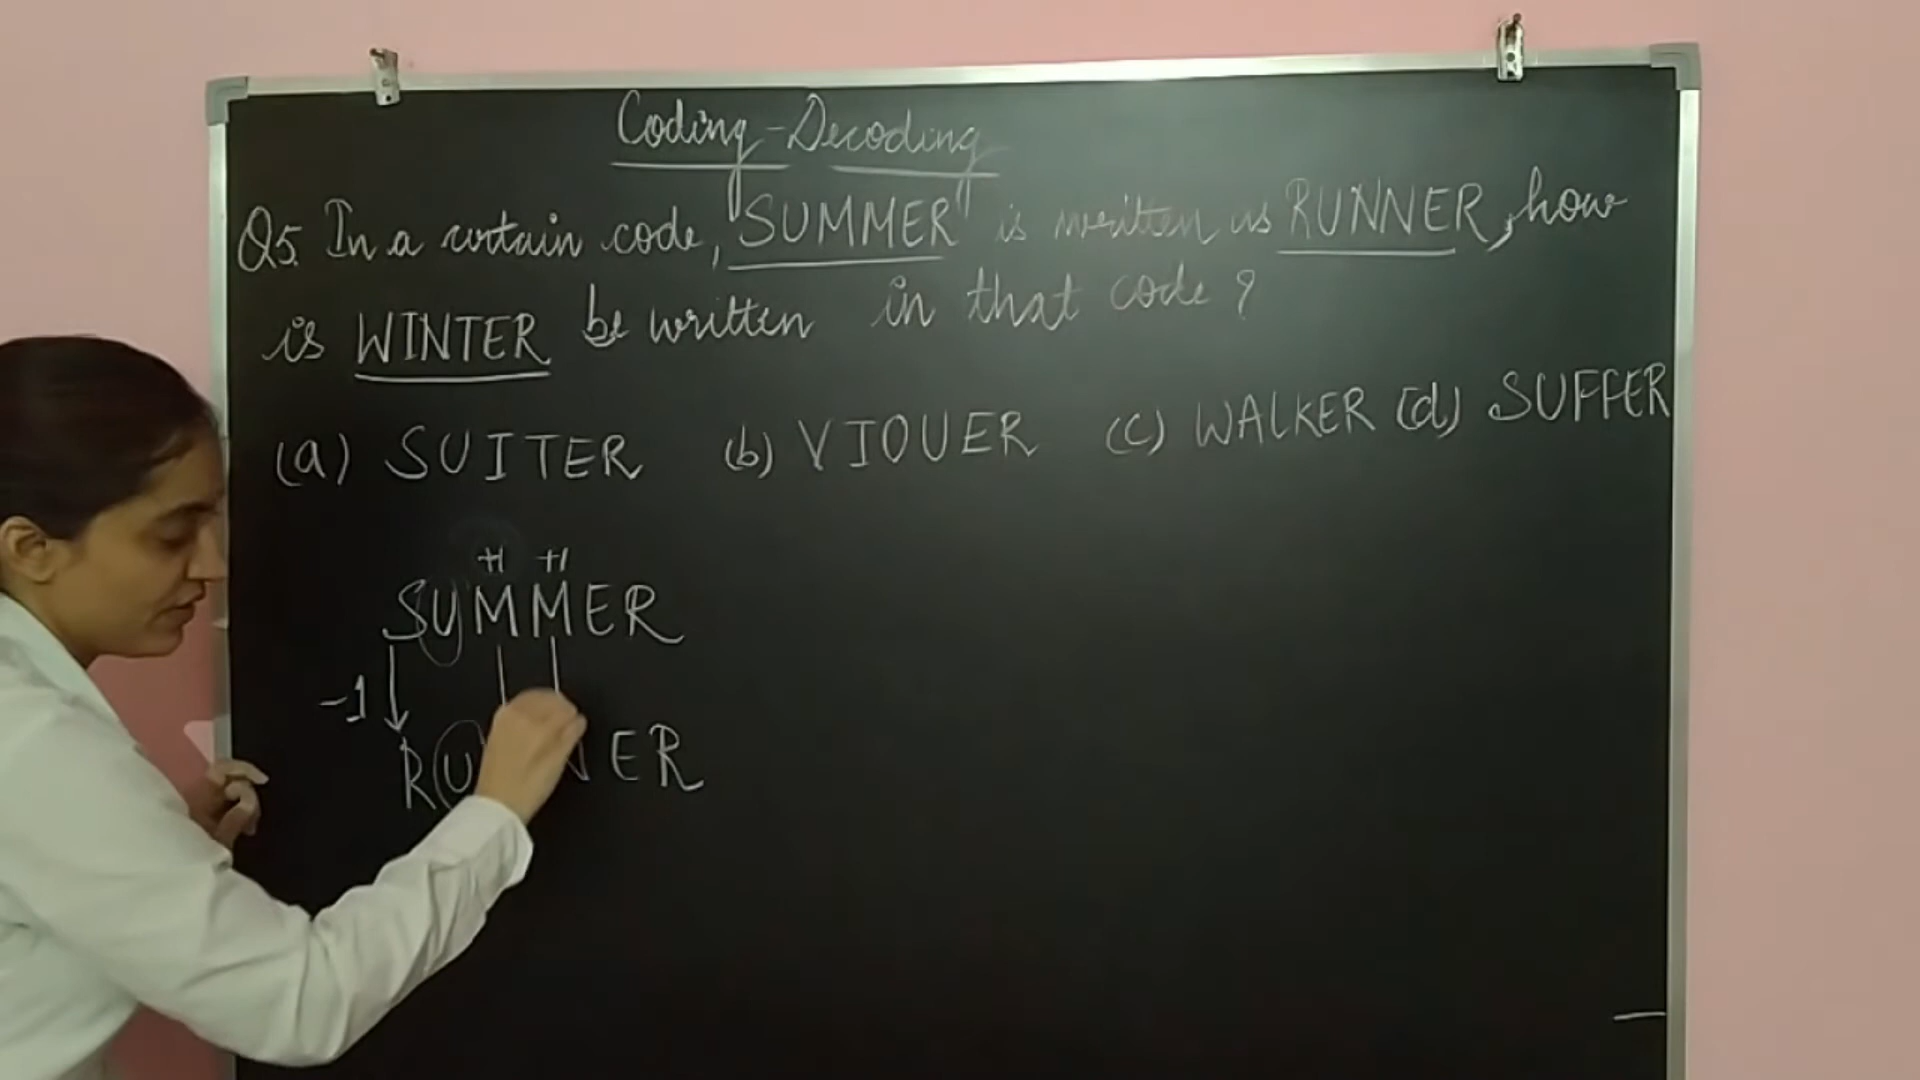 Coding-Decoding
Q5. In a certain code, "SUMMER" is written as RUNNER, how
is WINTER be written in that code?
(a) SUITER (b) VIOUER (c) WALKER (d) SUFFER
+1 +1
SUMMER
-1
RU N ER